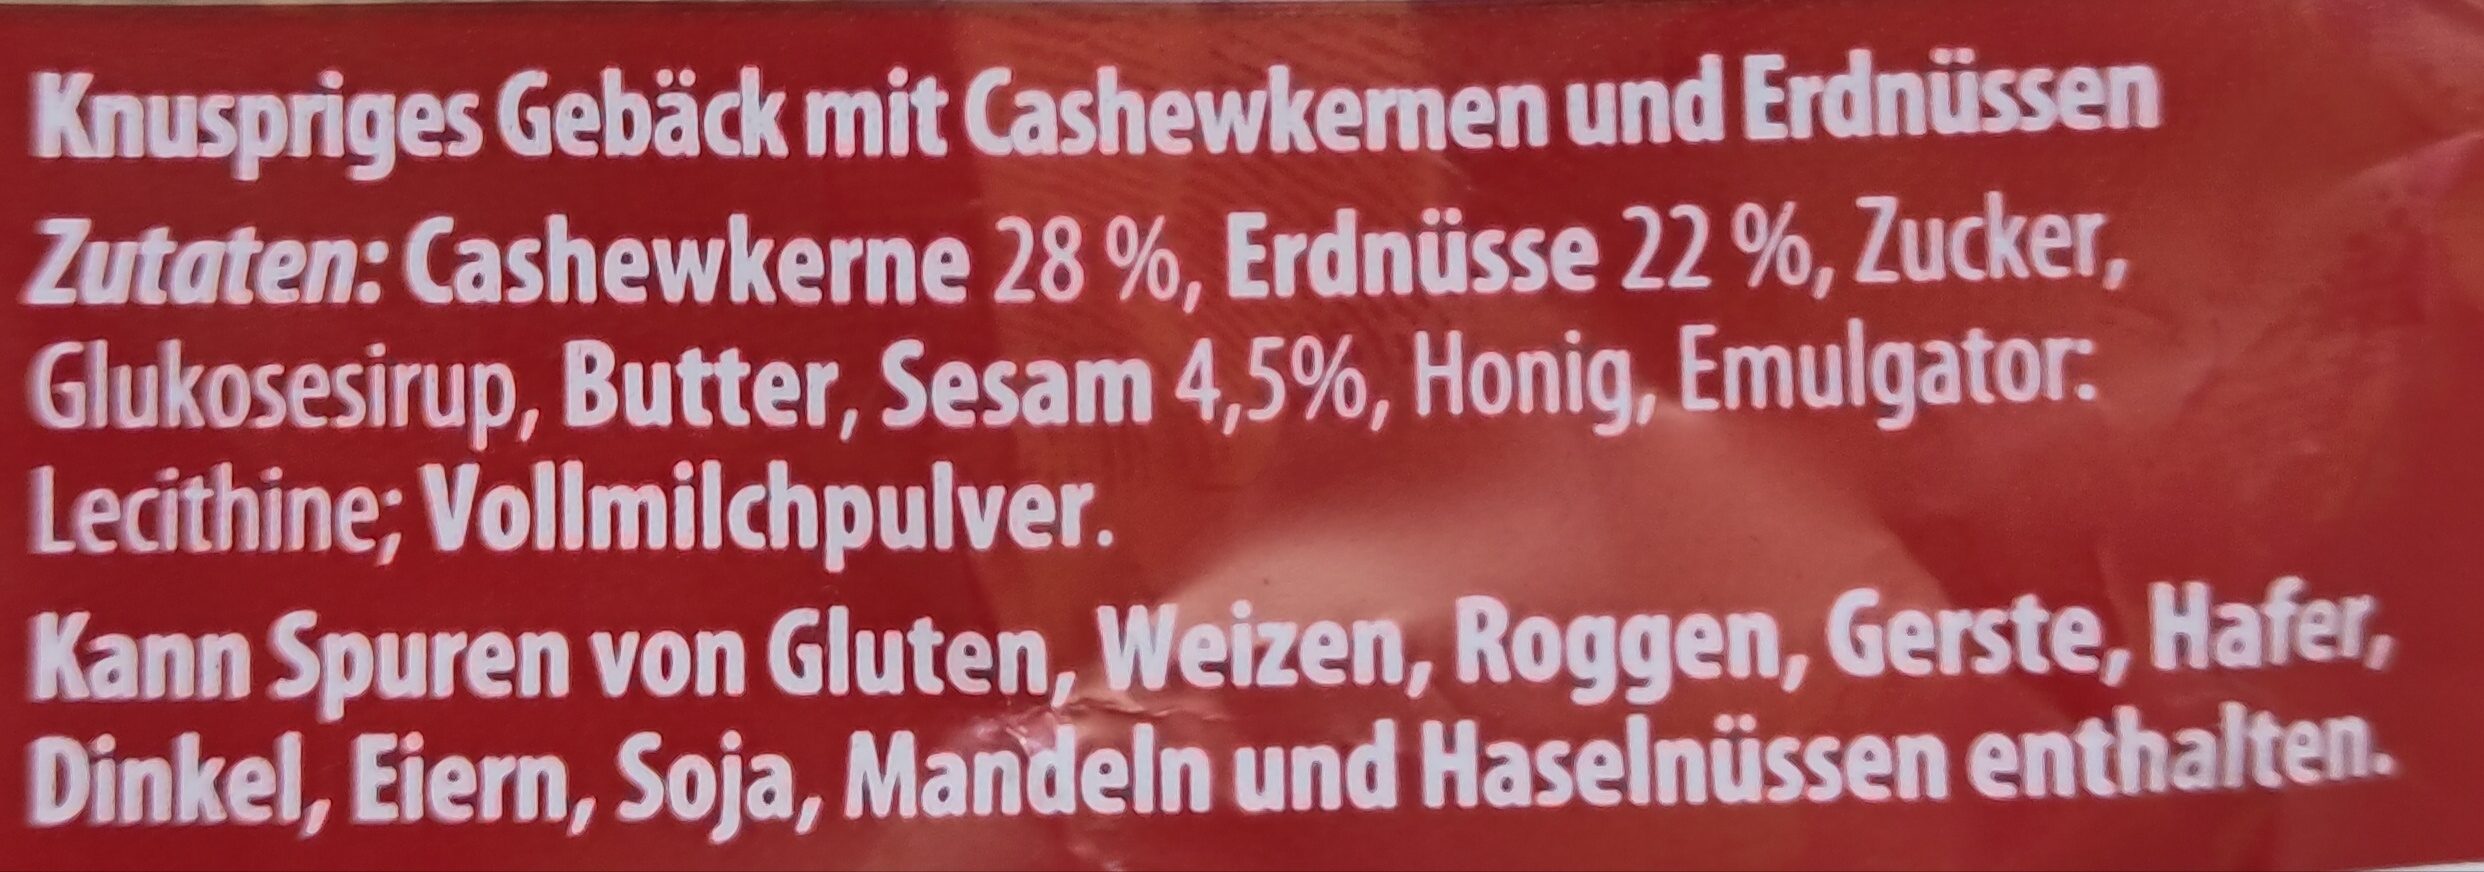 Knuspriges Gebäck mit Cashewkernen und Erdnüssen
Zutaten: Cashewkerne 28 %, Erdnüsse 22 %, Zucker,
Glukosesirup, Butter, Sesam 4,5%, Honig, Emulgator:
Lecithine; Vollmilchpulver.
Kann Spuren von Gluten, Weizen, Roggen, Gerste, Hafer,
Dinkel, Eiern, Soja, Mandeln und Haselnüssen enthalten.